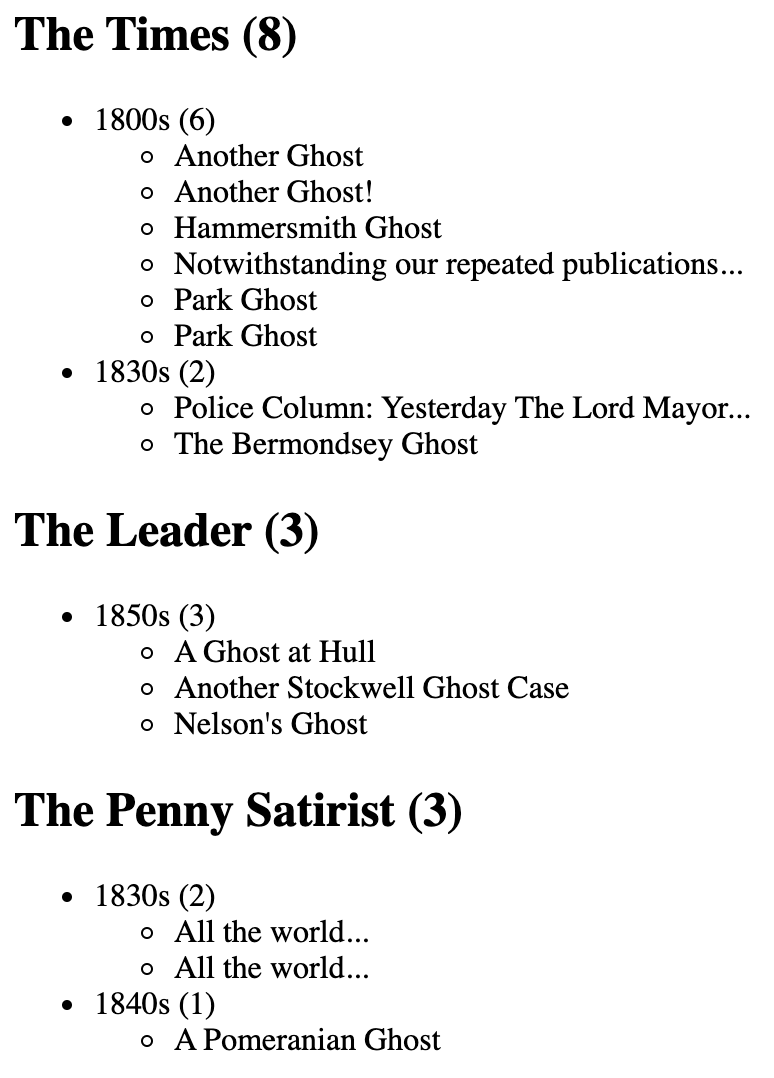 The Times (8)
1800s (6)
Another Ghost
Another Ghost!
Hammersmith Ghost
Notwithstanding our repeated publications...
Park Ghost
Park Ghost
1830s (2)
Police Column: Yesterday The Lord Mayor...
The Bermondsey Ghost
The Leader (3)
1850s (3)
A Ghost at Hull
Another Stockwell Ghost Case
Nelson's Ghost
The Penny Satirist (3)
1830s (2)
All the world...
All the world...
1840s (1)
A Pomeranian Ghost